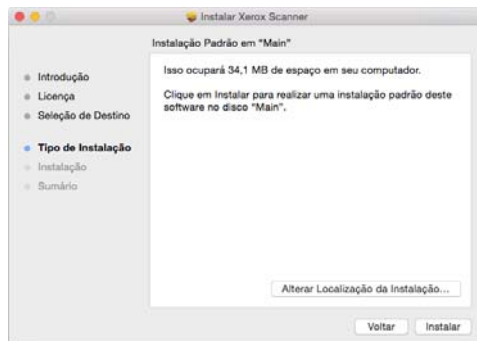 Instalar Xerox Scanner
Instalação Padrão em "Main"
Introdução
Licença
Seleção de Destino
Tipo de Instalação
Instalação
Sumário
Isso ocupará 34,1 MB de espaço em seu computador.
Clique em Instalar para realizar uma instalação padrão deste
software no disco "Main".
Alterar Localização da Instalação...
Voltar
Instalar